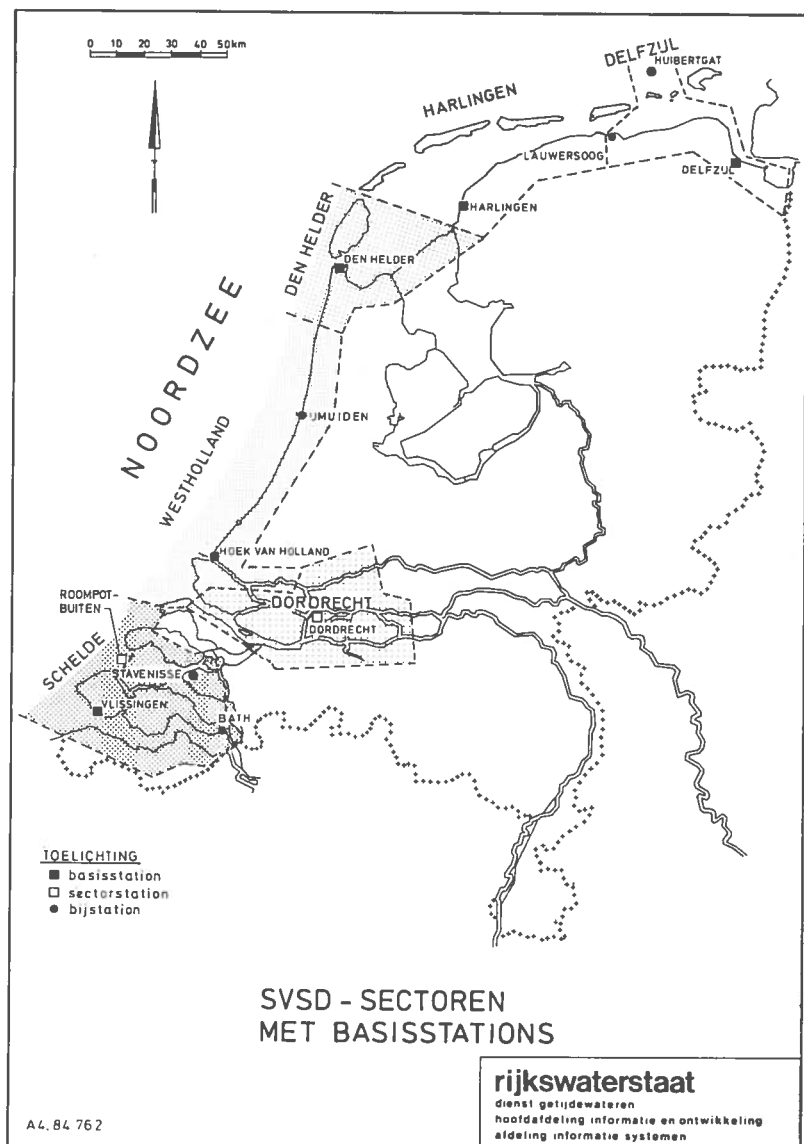 0 10 20 30 40 50km
DELFZIJL
HUIBERTGAT
HARLINGEN
LAUWERSOOG
DELFZIJL
HARLINGEN
DEN HELDER
DEN HELDER
NOORDZEE
IJMUIDEN
WESTHOLLAND
HOEK VAN HOLLAND
ROOMPOT-
BUITEN
DORDRECHT
DORDRECHT
SCHELDE
STAVENISSE
VLISSINGEN
BATH
TOELICHTING
basisstation
sectorstation
bijstation
SVSD - SECTOREN
MET BASISSTATIONS
rijkswaterstaat
dienst getijdewateren
hoofdafdeling informatie en ontwikkeling
afdeling informatie systemen
A4.84 762